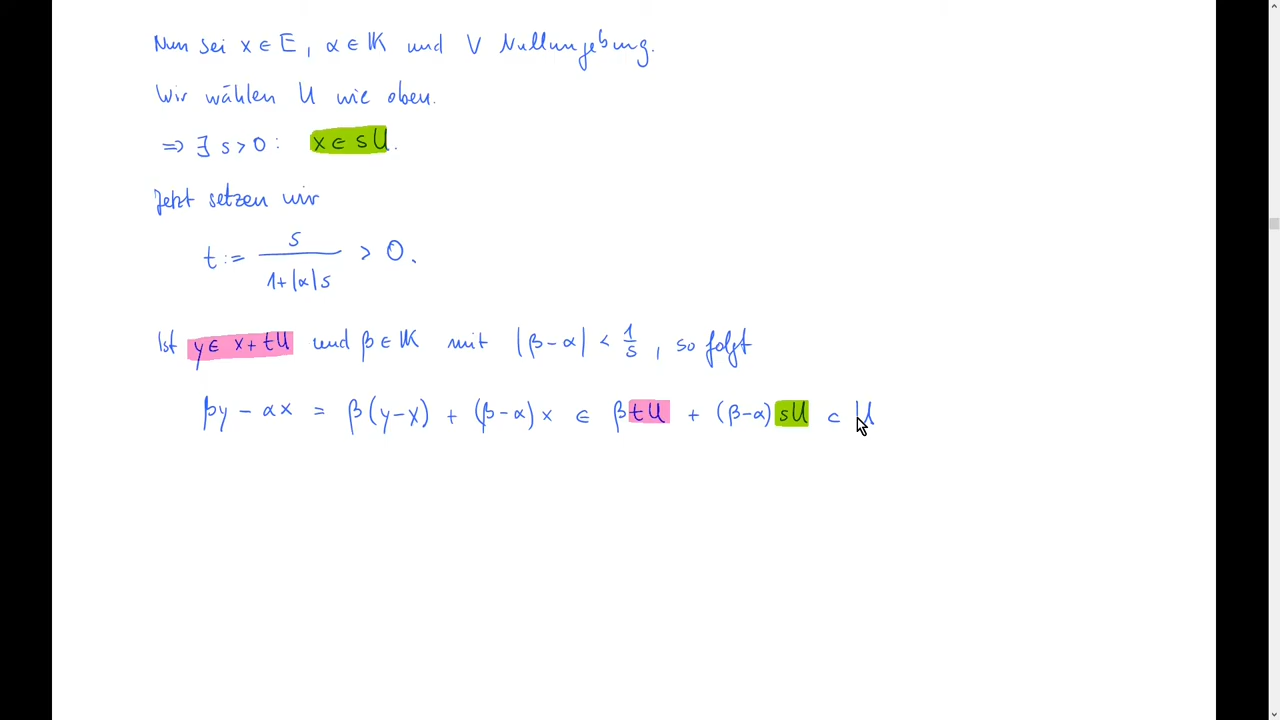 Nun sei x ∈ E, α ∈ 𝕂 und V Nullumgebung.
Wir wählen U wie oben.
⇒ ∃ s > 0: x ∈ sU.
Jetzt setzen wir
t := s / (1+|α|s) > 0.
Ist y ∈ x + tU und β ∈ 𝕂 mit |β-α| < 1/s, so folgt
βy - αx = β(y-x) + (β-α)x ∈ βtU + (β-α)sU ⊂ U